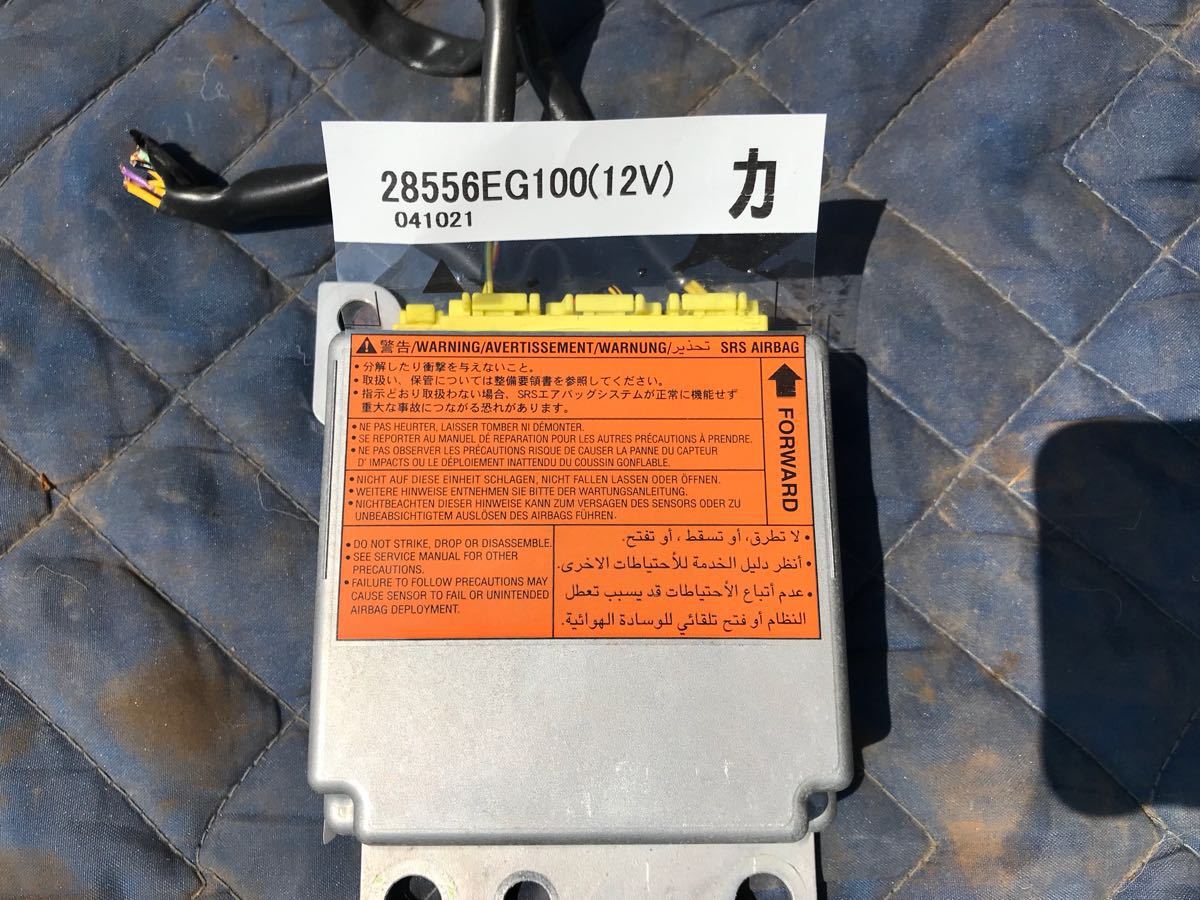 28556EG100(12V)
カ
041021
警告/WARNING/AVERTISSEMENT/WARNUNG/تحذير SRS AIRBAG
• 分解したり衝撃を与えないこと。
• 取扱い、保管については整備要領書を参照してください。
• 指示どおり取扱わない場合、SRSエアバッグシステムが正常に機能せず
重大な事故につながる恐れがあります。
FORWARD
• NE PAS HEURTER, LAISSER TOMBER NI DÉMONTER.
• SE REPORTER AU MANUEL DÉ REPARATION POUR LES AUTRES PRÉCAUTIONS À PRENDRE.
• NE PAS OBSERVER LES PRÉCAUTIONS RISQUE DE CAUSER LA PANNE DU CAPTEUR
D' IMPACTS OU LE DÉPLOIEMENT INATTENDU DU COUSSIN GONFLABLE.
• NICHT AUF DIESE EINHEIT SCHLAGEN, NICHT FALLEN LASSEN ODER ÖFFNEN.
• WEITERE HINWEISE ENTNEHMEN SIE BITTE DER WARTUNGSANLEITUNG.
• NICHTBEACHTEN DIESER HINWEISE KANN ZUM VERSAGEN DES SENSORS ODER ZU
UNBEABSICHTIGTEM AUSLÖSEN DES AIRBAGS FÜHREN.
• DO NOT STRIKE, DROP OR DISASSEMBLE.
• SEE SERVICE MANUAL FOR OTHER
PRECAUTIONS.
• FAILURE TO FOLLOW PRECAUTIONS MAY
CAUSE SENSOR TO FAIL OR UNINTENDED
AIRBAG DEPLOYMENT.
• لا تطرق، أو تسقط ، أو تفتح.
• أنظر دليل الخدمة للأحتياطات الاخرى.
• عدم أتباع الأحتياطات قد يسبب تعطل
النظام أو فتح تلقائي للوسادة الهوائية.